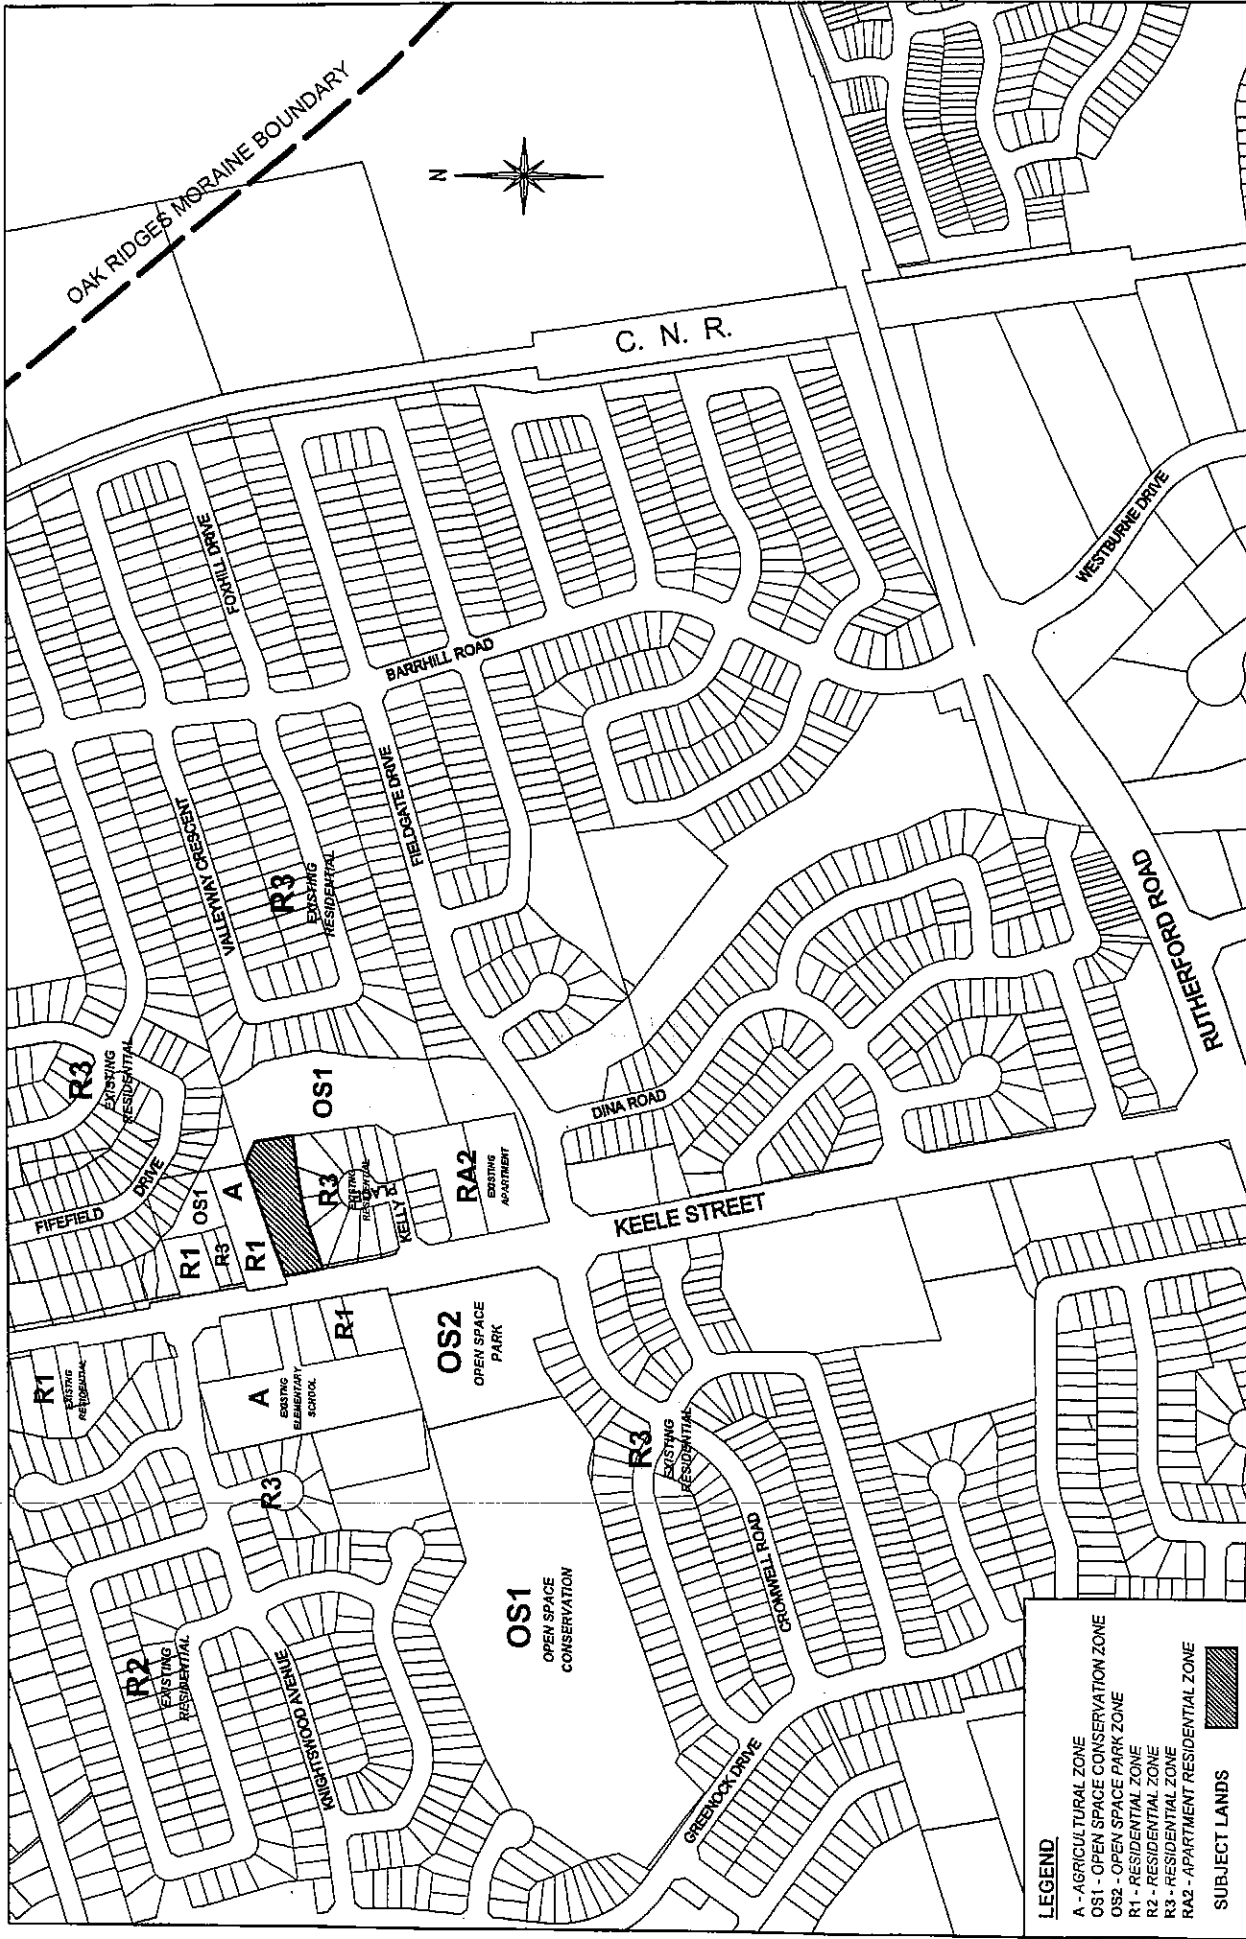 OAK RIDGES MORAINE BOUNDARY
N
C. N. R.
FOXHILL DRIVE
BARRHILL ROAD
WESTBURNE DRIVE
VALLEYWAY CRESCENT
FIELDGATE DRIVE
R3
EXISTING
RESIDENTIAL
R3
EXISTING
RESIDENTIAL
RUTHERFORD ROAD
OS1
DINA ROAD
FIFEFIELD
DRIVE
OS1
A
R1
R3
R1
R3
EXISTING
RESIDENTIAL
KELLY
RA2
EXISTING
APARTMENT
KEELE STREET
R1
EXISTING
RESIDENTIAL
A
EXISTING
ELEMENTARY
SCHOOL
R1
OS2
OPEN SPACE
PARK
R3
R3
EXISTING
RESIDENTIAL
CROMWELL ROAD
OS1
OPEN SPACE
CONSERVATION
R2
EXISTING
RESIDENTIAL
KNIGHTSWOOD AVENUE
GREENOCK DRIVE
LEGEND
A - AGRICULTURAL ZONE
OS1 - OPEN SPACE CONSERVATION ZONE
OS2 - OPEN SPACE PARK ZONE
R1 - RESIDENTIAL ZONE
R2 - RESIDENTIAL ZONE
R3 - RESIDENTIAL ZONE
RA2 - APARTMENT RESIDENTIAL ZONE
SUBJECT LANDS